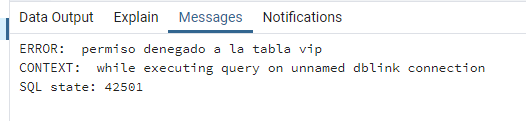 Data Output Explain Messages Notifications
ERROR:  permiso denegado a la tabla vip
CONTEXT:  while executing query on unnamed dblink connection
SQL state: 42501